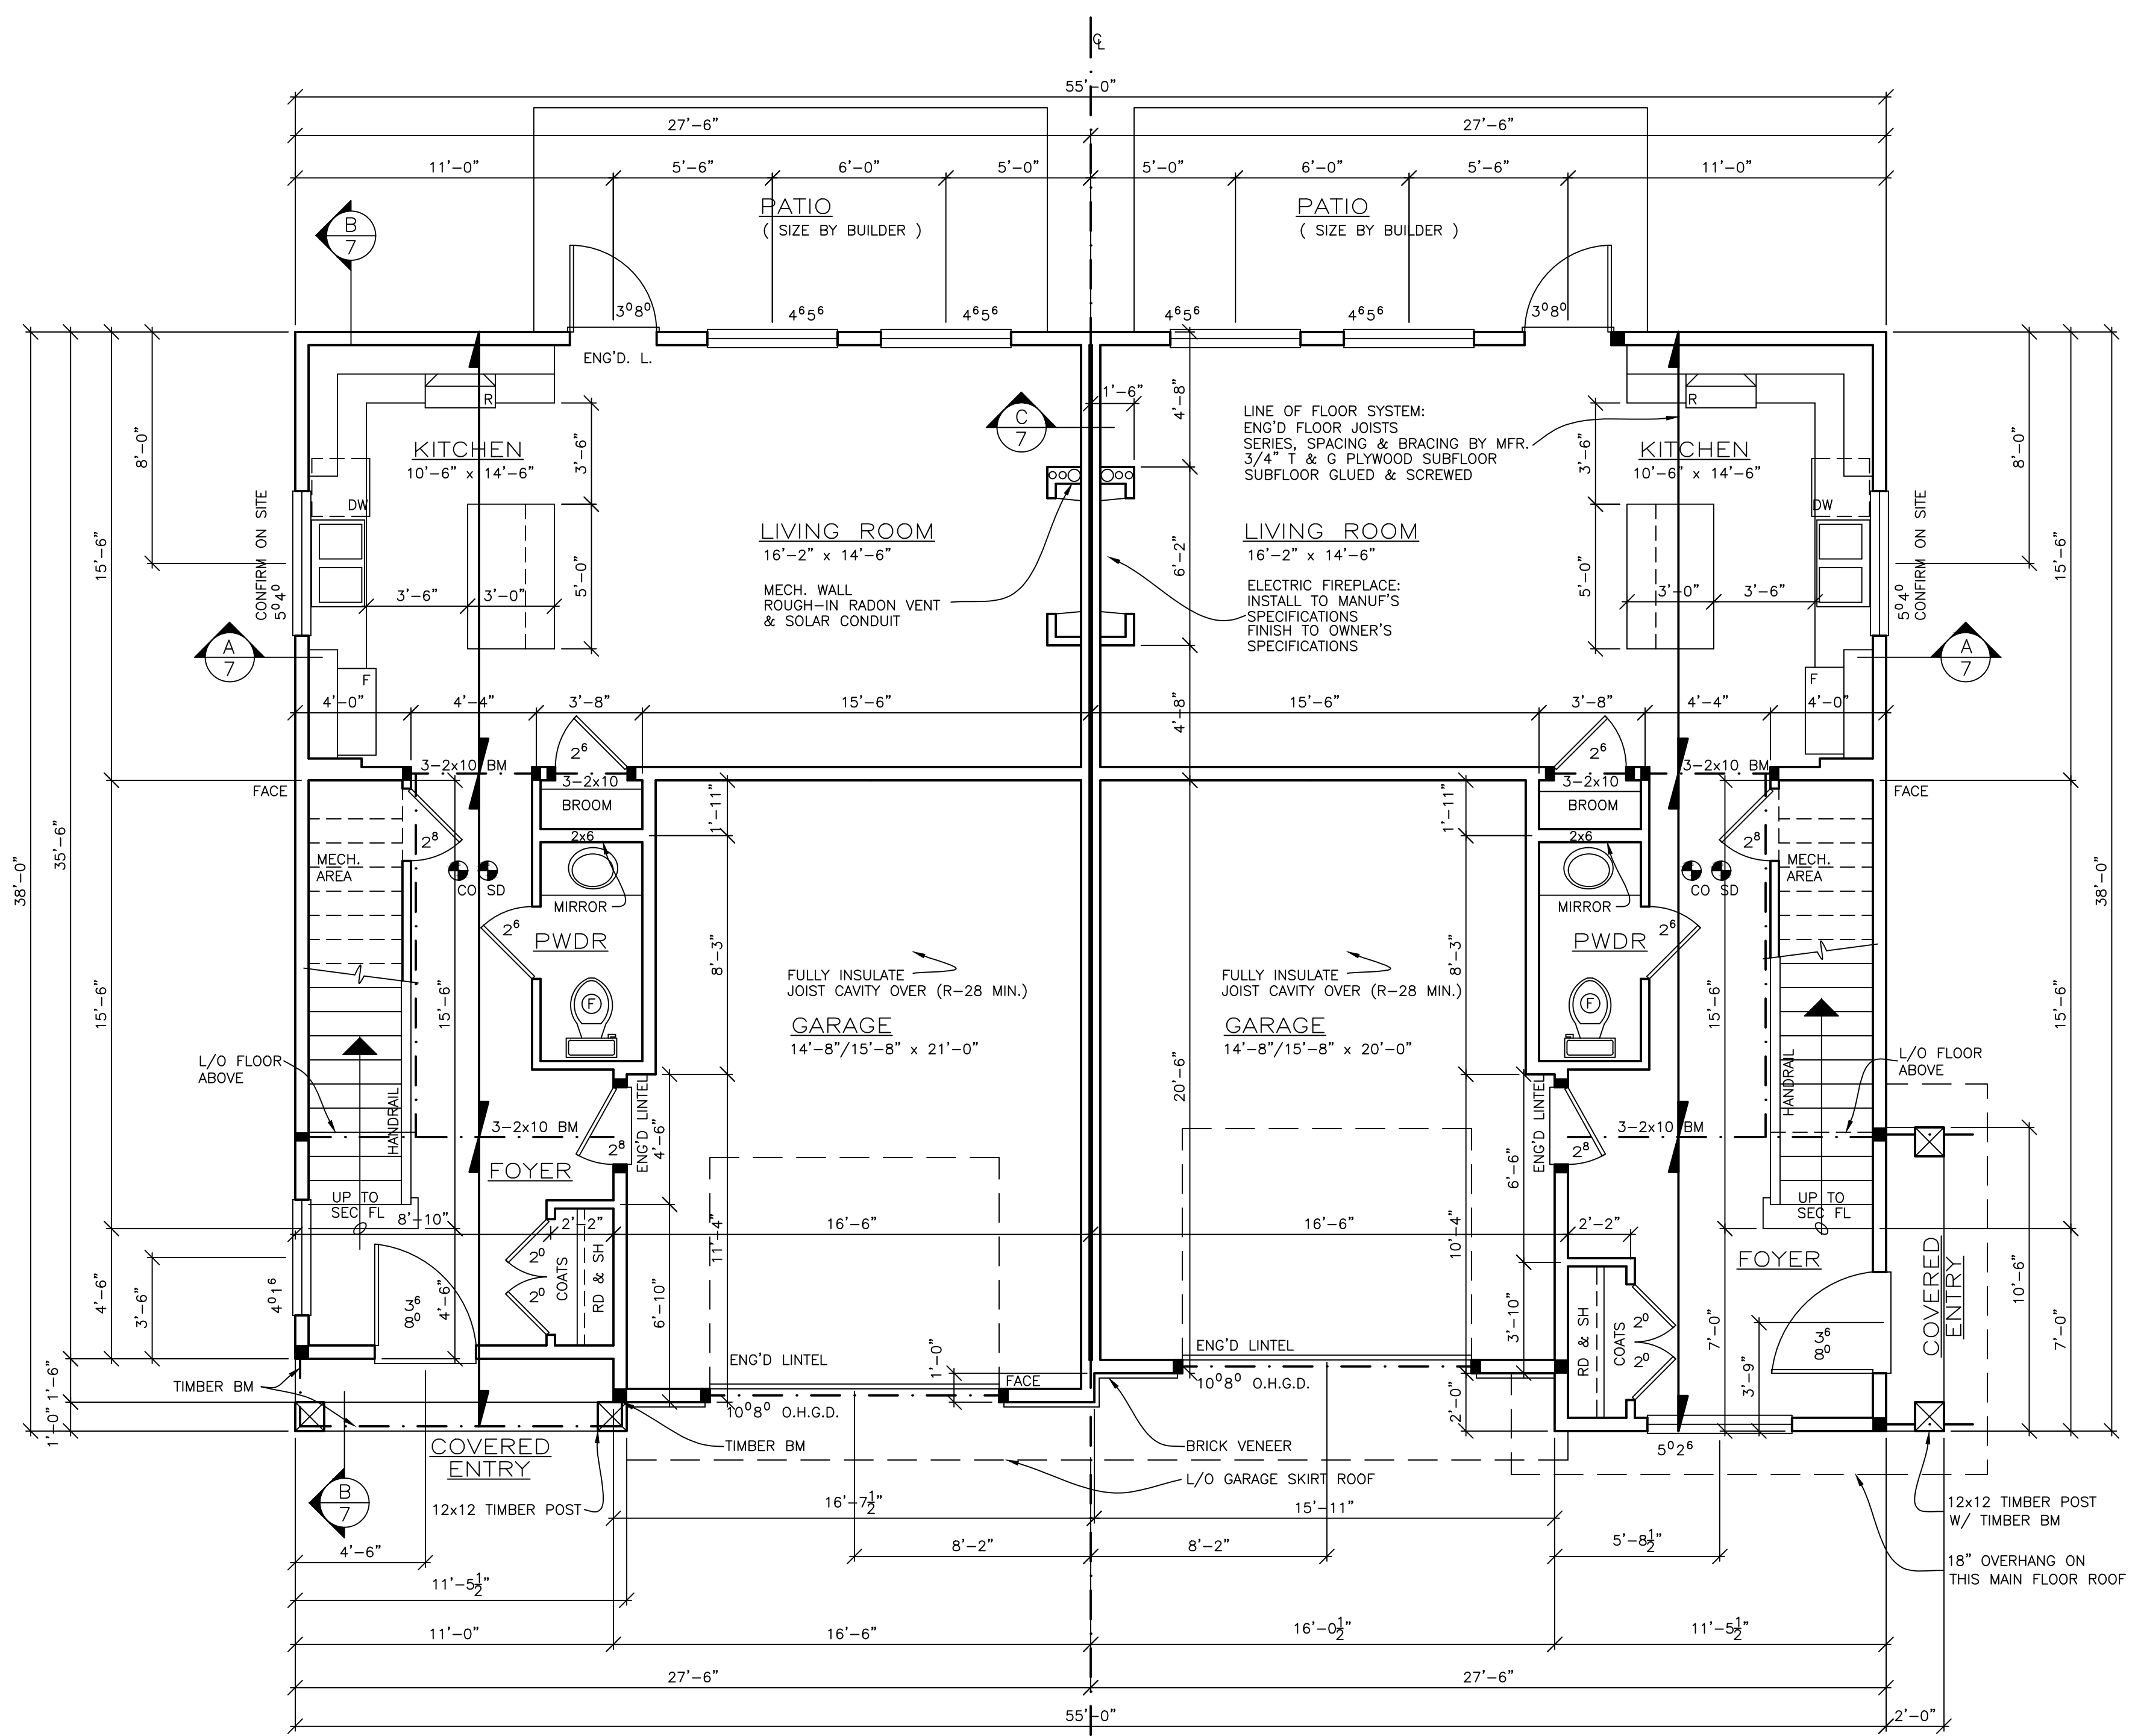 ℄
55'-0"
27'-6" 27'-6"
11'-0" 5'-6" 6'-0" 5'-0" 5'-0" 6'-0" 5'-6" 11'-0"
PATIO
( SIZE BY BUILDER )
PATIO
( SIZE BY BUILDER )
B
7
3⁰8⁰ 4⁶5⁶ 4⁶5⁶ 4⁶5⁶ 4⁶5⁶ 3⁰8⁰
ENG'D. L.
R
KITCHEN
10'-6" x 14'-6"
3'-6"
8'-0"
C
7
1'-6"
4'-8"
LINE OF FLOOR SYSTEM:
ENG'D FLOOR JOISTS
SERIES, SPACING & BRACING BY MFR.
3/4" T & G PLYWOOD SUBFLOOR
SUBFLOOR GLUED & SCREWED
R
KITCHEN
10'-6" x 14'-6"
3'-6"
8'-0"
DW
CONFIRM ON SITE
5⁰4⁰
LIVING ROOM
16'-2" x 14'-6"
MECH. WALL
ROUGH-IN RADON VENT
& SOLAR CONDUIT
LIVING ROOM
16'-2" x 14'-6"
ELECTRIC FIREPLACE:
INSTALL TO MANUF'S
SPECIFICATIONS
FINISH TO OWNER'S
SPECIFICATIONS
6'-2"
DW
5⁰4⁰
CONFIRM ON SITE
15'-6"
3'-6" 3'-0" 5'-0"
5'-0" 3'-0" 3'-6"
15'-6"
A
7
A
7
F
F
4'-0" 4'-4" 3'-8" 15'-6" 4'-8" 15'-6" 3'-8" 4'-4" 4'-0"
2⁶
3-2x10 BM
3-2x10
2⁶
3-2x10 BM
3-2x10
FACE
BROOM
1'-11"
1'-11"
BROOM
FACE
38'-0"
35'-6"
2⁸
2x6
2x6
2⁸
38'-0"
MECH.
AREA
CO SD
MIRROR
MIRROR
CO SD
MECH.
AREA
2⁶
PWDR
8'-3"
8'-3"
PWDR
2⁶
FULLY INSULATE
JOIST CAVITY OVER (R-28 MIN.)
FULLY INSULATE
JOIST CAVITY OVER (R-28 MIN.)
F
F
15'-6"
15'-6"
15'-6"
15'-6"
GARAGE
14'-8"/15'-8" x 21'-0"
GARAGE
14'-8"/15'-8" x 20'-0"
20'-6"
L/O FLOOR
ABOVE
L/O FLOOR
ABOVE
HANDRAIL
HANDRAIL
3-2x10 BM
3-2x10 BM
2⁸
ENG'D LINTEL
4'-6"
6'-6"
ENG'D LINTEL
2⁸
FOYER
UP TO
SEC FL
UP TO
SEC FL
8'-10" 2'-2" 16'-6" 16'-6" 2'-2"
11'-4"
10'-4"
FOYER
COVERED
ENTRY
10'-6"
7'-0"
4'-6"
3'-6"
4⁰1⁶
3⁶
8⁰
4'-6"
2⁰
2⁰
COATS
RD & SH
6'-10"
3'-10"
RD & SH
COATS
2⁰
2⁰
7'-0"
3'-9"
3⁶
8⁰
ENG'D LINTEL
ENG'D LINTEL
1'-0"
FACE
10⁰8⁰ O.H.G.D.
10⁰8⁰ O.H.G.D.
2'-0"
TIMBER BM
1'-6"
1'-0"
COVERED
ENTRY
TIMBER BM
BRICK VENEER
5⁰2⁶
L/O GARAGE SKIRT ROOF
B
7
12x12 TIMBER POST
16'-7½"
15'-11"
12x12 TIMBER POST
W/ TIMBER BM
4'-6" 8'-2" 8'-2" 5'-8½"
18" OVERHANG ON
THIS MAIN FLOOR ROOF
11'-5½"
11'-0" 16'-6" 16'-0½" 11'-5½"
27'-6" 27'-6"
55'-0" 2'-0"